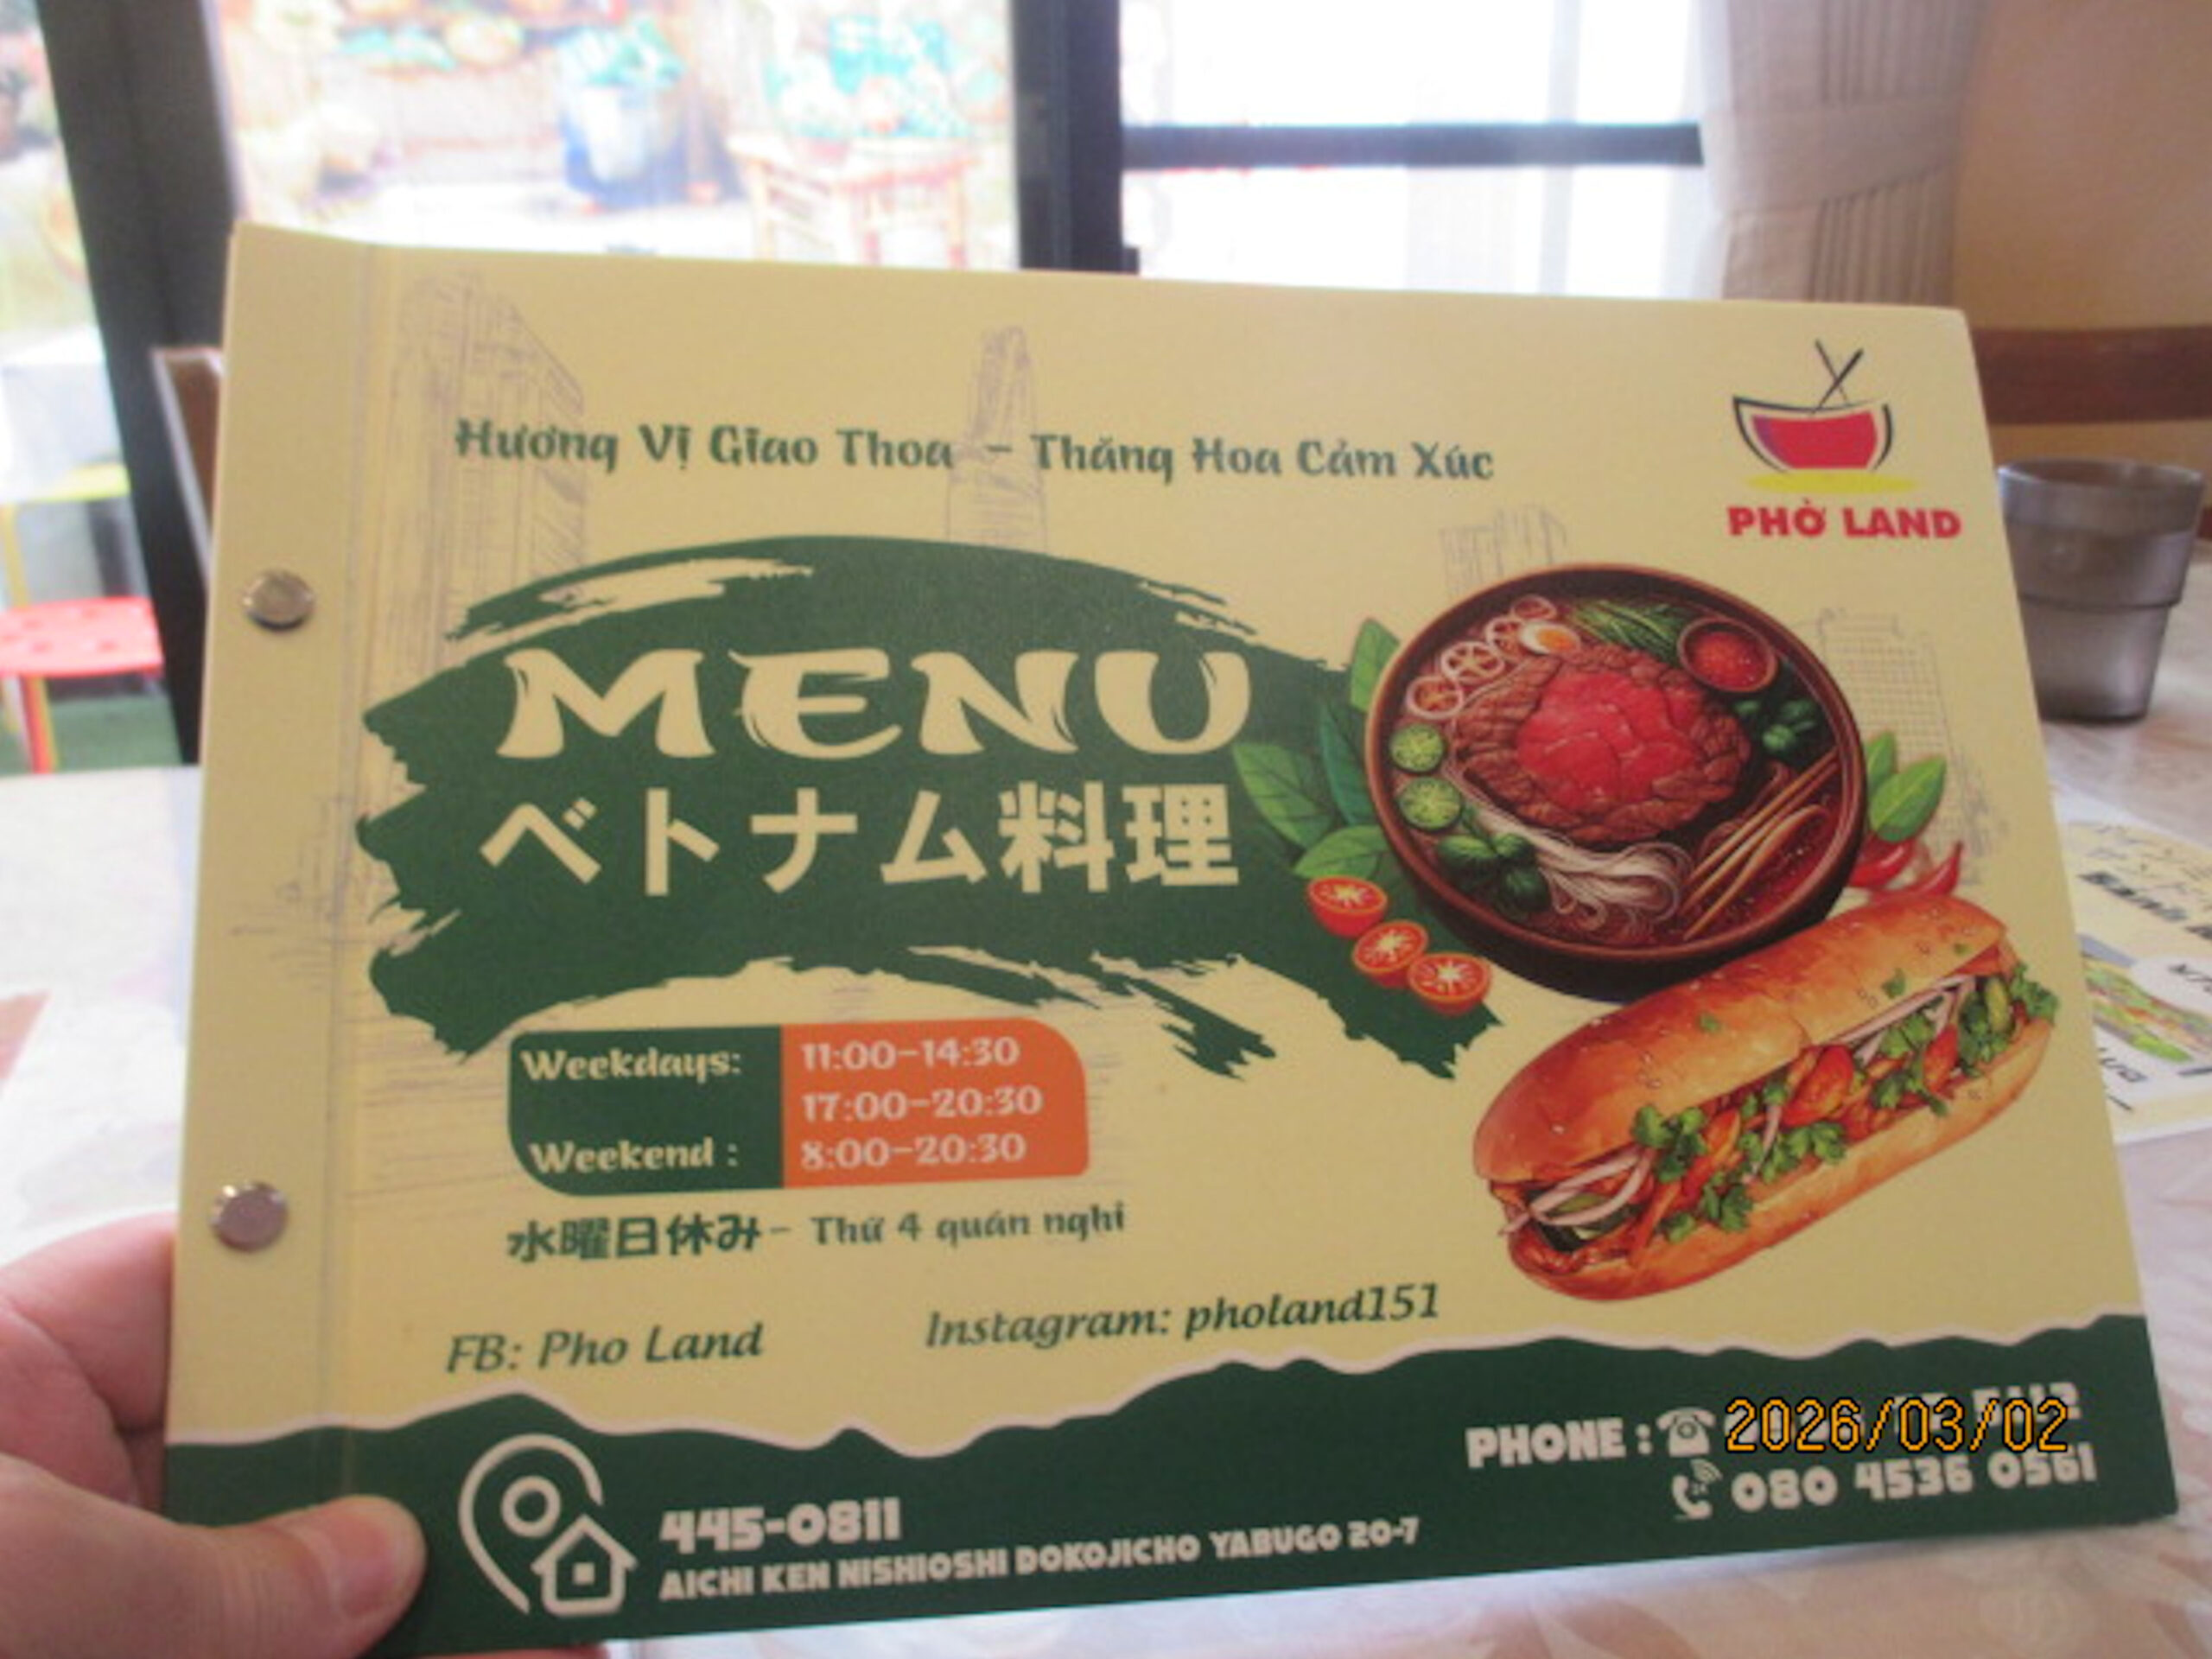 Hương Vị Giao Thoa - Thăng Hoa Cảm Xúc
PHỞ LAND
MENU
ベトナム料理
Weekdays: 11:00-14:30
17:00-20:30
Weekend : 8:00-20:30
水曜日休み - Thứ 4 quán nghỉ
FB: Pho Land
Instagram: pholand151
PHONE :
2026/03/02
080 4536 0561
445-0811
AICHI KEN NISHIOSHI DOKOJICHO YABUGO 20-7